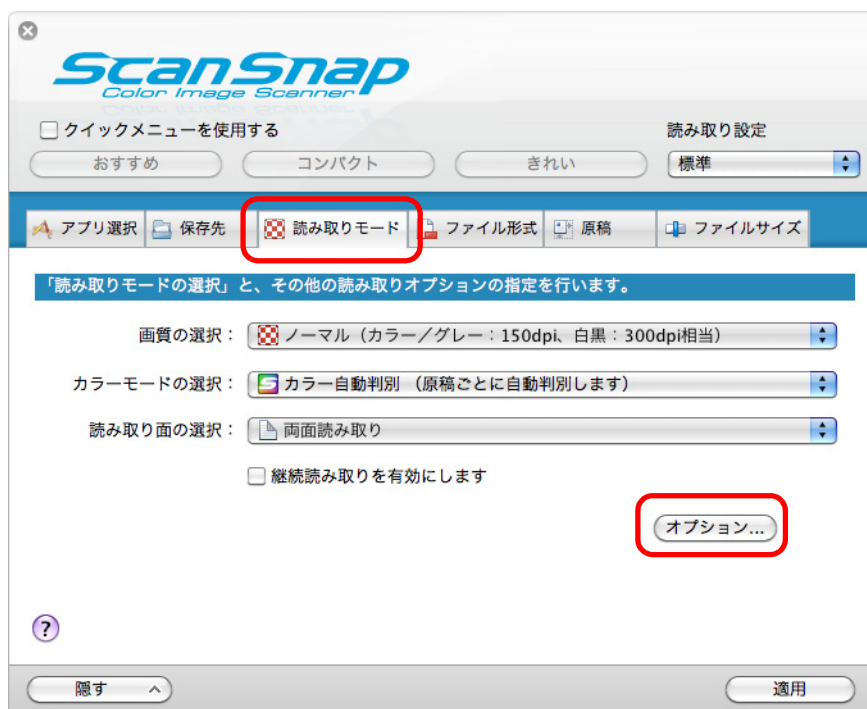 ScanSnap
Color Image Scanner
クイックメニューを使用する
読み取り設定
おすすめ
コンパクト
きれい
標準
アプリ選択
保存先
読み取りモード
ファイル形式
原稿
ファイルサイズ
「読み取りモードの選択」と、その他の読み取りオプションの指定を行います。
画質の選択：
ノーマル（カラー／グレー：150dpi、白黒：300dpi相当）
カラーモードの選択：
カラー自動判別 （原稿ごとに自動判別します）
読み取り面の選択：
両面読み取り
継続読み取りを有効にします
オプション...
?
隠す
適用